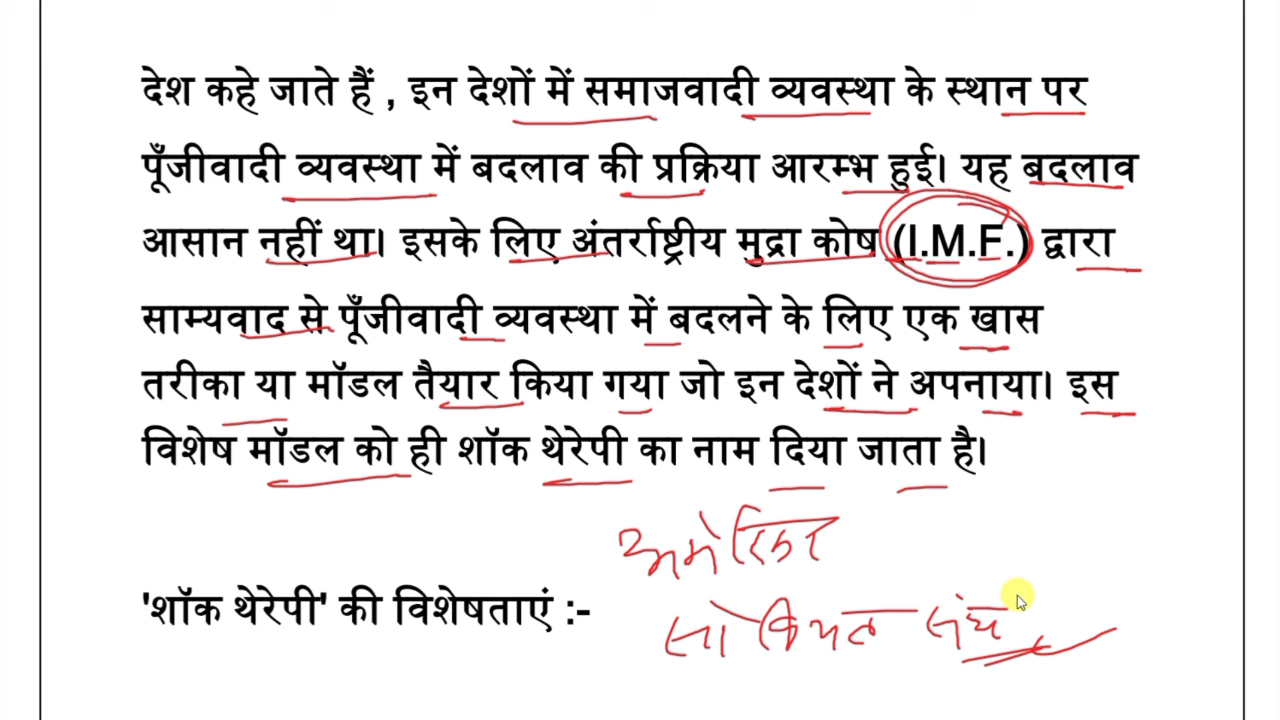 देश कहे जाते हैं , इन देशों में समाजवादी व्यवस्था के स्थान पर
पूँजीवादी व्यवस्था में बदलाव की प्रक्रिया आरम्भ हुई। यह बदलाव
आसान नहीं था। इसके लिए अंतर्राष्ट्रीय मुद्रा कोष (I.M.F.) द्वारा
साम्यवाद से पूँजीवादी व्यवस्था में बदलने के लिए एक खास
तरीका या मॉडल तैयार किया गया जो इन देशों ने अपनाया। इस
विशेष मॉडल को ही शॉक थेरेपी का नाम दिया जाता है।
अमेरिका
'शॉक थेरेपी' की विशेषताएं :-
सोवियत संघ